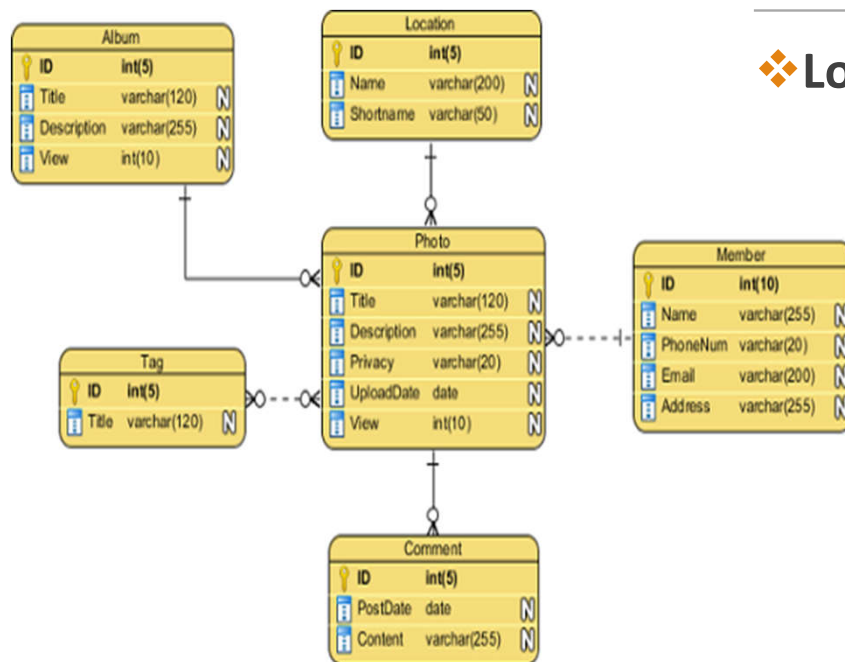 Album
ID int(5)
Title varchar(120) N
Description varchar(255) N
View int(10) N
Location
ID int(5)
Name varchar(200) N
Shortname varchar(50) N
❖Lo
Photo
ID int(5)
Title varchar(120) N
Description varchar(255) N
Privacy varchar(20) N
UploadDate date N
View int(10) N
Member
ID int(10)
Name varchar(255) N
PhoneNum varchar(20) N
Email varchar(200) N
Address varchar(255) N
Tag
ID int(5)
Title varchar(120) N
Comment
ID int(5)
PostDate date N
Content varchar(255) N